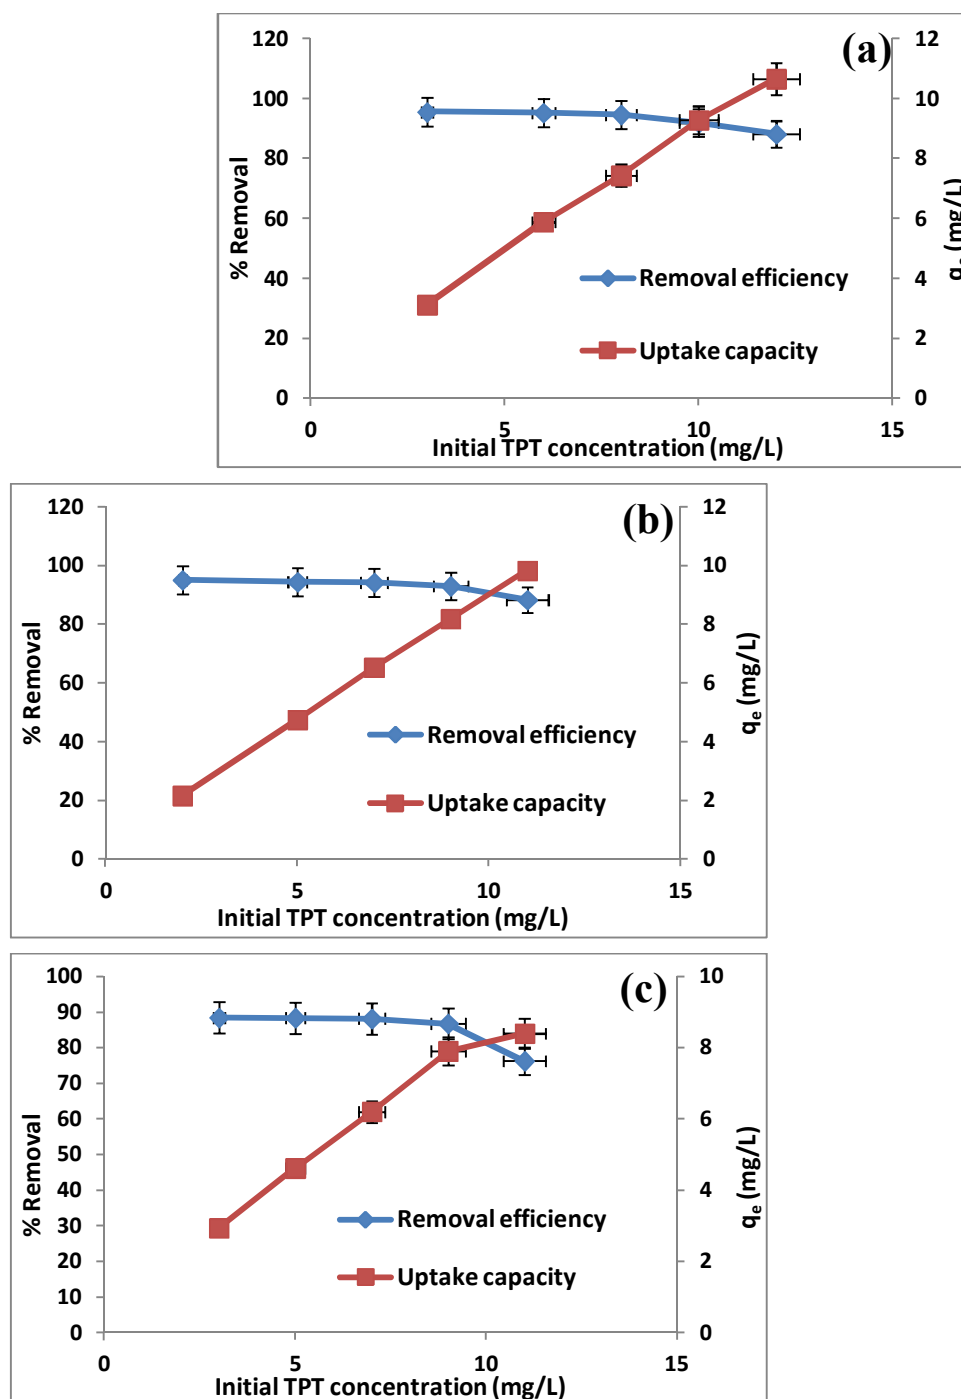 (a)
120
100
80
60
40
20
0
% Removal
12
10
8
6
4
2
0
qe (mg/L)
Removal efficiency
Uptake capacity
0 5 10 15
Initial TPT concentration (mg/L)
(b)
120
100
80
60
40
20
0
% Removal
12
10
8
6
4
2
0
qe (mg/L)
Removal efficiency
Uptake capacity
0 5 10 15
Initial TPT concentration (mg/L)
(c)
100
90
80
70
60
50
40
30
20
10
0
% Removal
10
8
6
4
2
0
qe (mg/L)
Removal efficiency
Uptake capacity
0 5 10 15
Initial TPT concentration (mg/L)